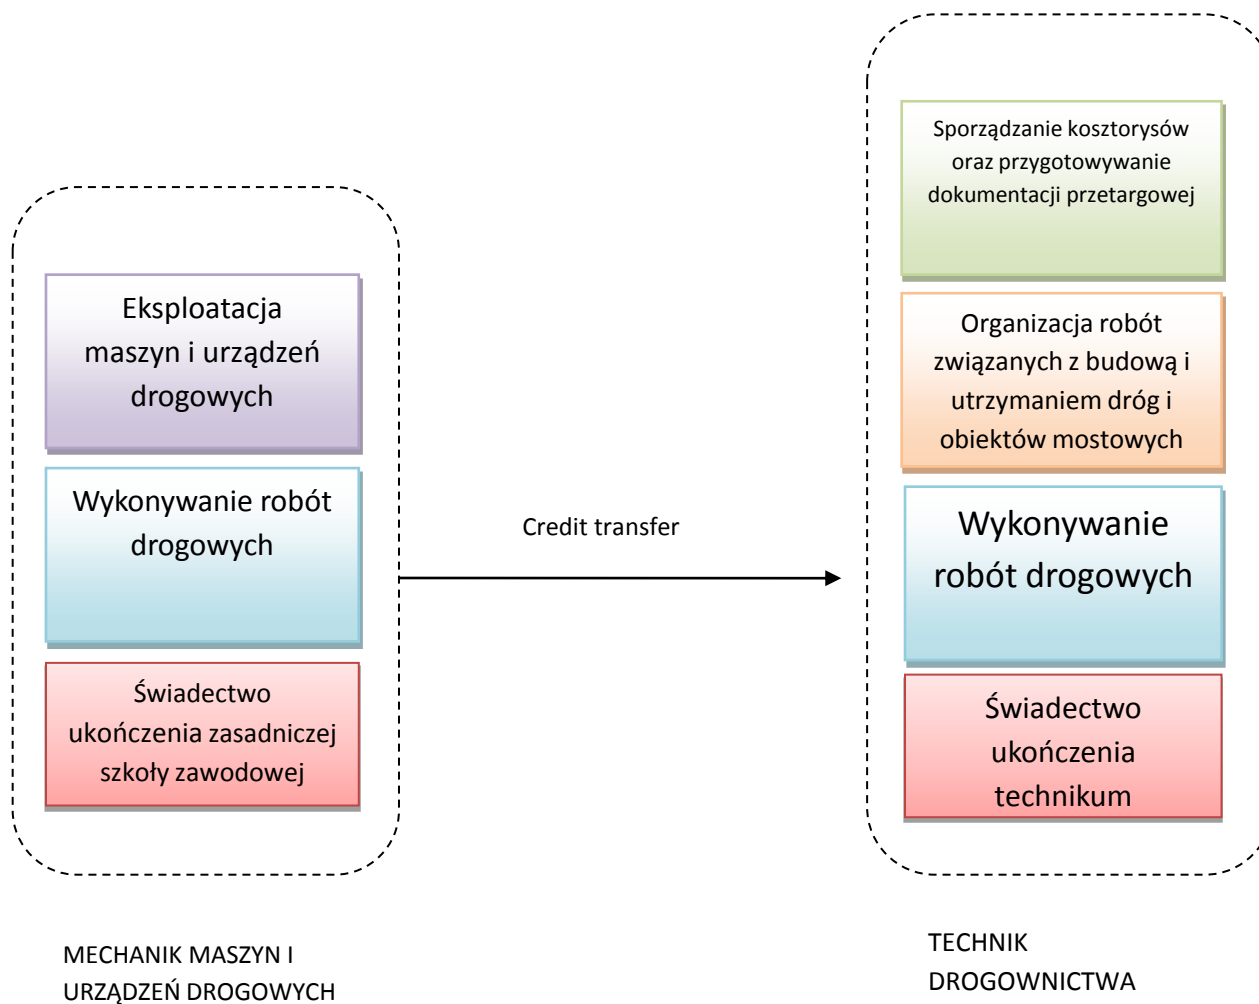 Eksploatacja
maszyn i urządzeń
drogowych
Wykonywanie robót
drogowych
Świadectwo
ukończenia zasadniczej
szkoły zawodowej
MECHANIK MASZYN I
URZĄDZEŃ DROGOWYCH
Credit transfer
Sporządzanie kosztorysów
oraz przygotowywanie
dokumentacji przetargowej
Organizacja robót
związanych z budową i
utrzymaniem dróg i
obiektów mostowych
Wykonywanie
robót drogowych
Świadectwo
ukończenia
technikum
TECHNIK
DROGOWNICTWA